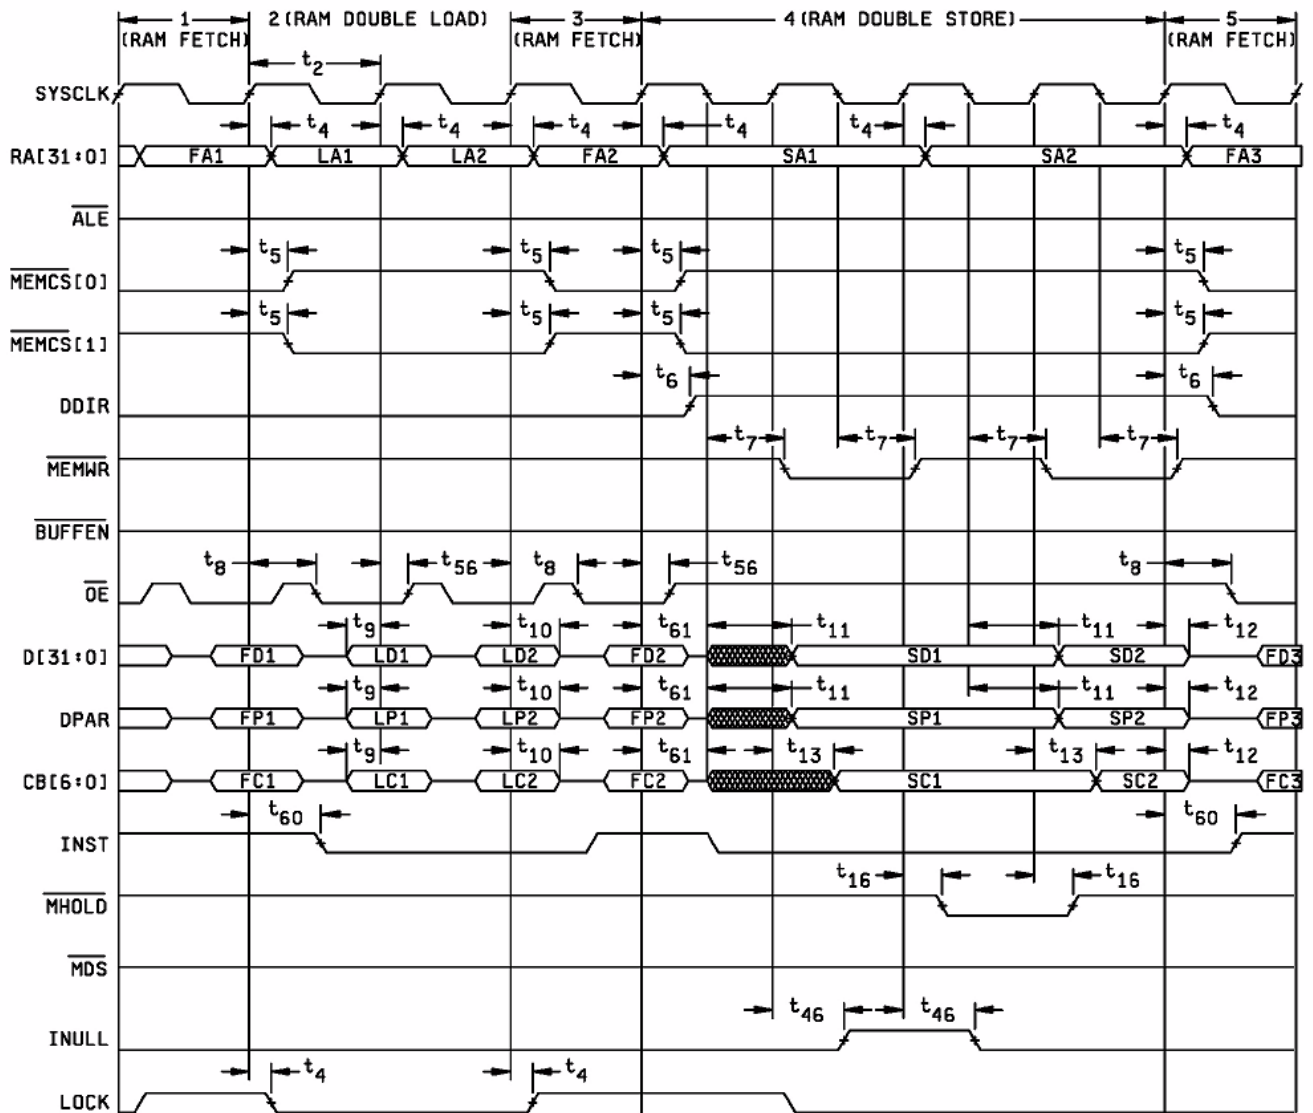 1 2(RAM DOUBLE LOAD) 3 4(RAM DOUBLE STORE) 5
(RAM FETCH) (RAM FETCH) (RAM FETCH)
t2
SYSCLK
t4 t4 t4 t4 t4 t4
RA[31:0] FA1 LA1 LA2 FA2 SA1 SA2 FA3
ALE
t5 t5 t5 t5
MEMCS[0]
t5 t5 t5 t5
MEMCS[1]
t6 t6
DDIR
t7 t7 t7 t7
MEMWR
BUFFEN
t8 t56 t8 t56 t8
OE
t9 t10 t61 t11 t11 t12
D[31:0] FD1 LD1 LD2 FD2 SD1 SD2 FD3
t9 t10 t61 t11 t11 t12
DPAR FP1 LP1 LP2 FP2 SP1 SP2 FP3
t9 t10 t61 t13 t13 t12
CB[6:0] FC1 LC1 LC2 FC2 SC1 SC2 FC3
t60 t60
INST
t16 t16
MHOLD
MDS
t46 t46
INULL
t4 t4
LOCK